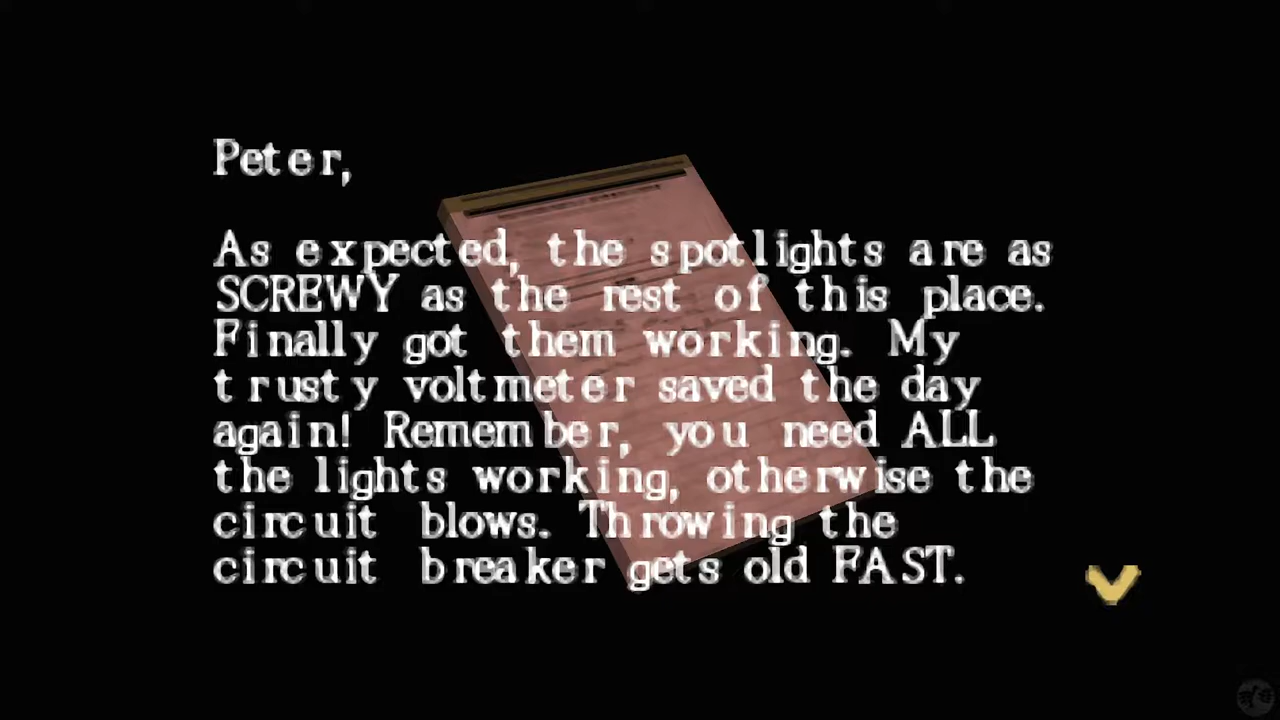 Peter,
As expected, the spotlights are as
SCREWY as the rest of this place.
Finally got them working. My
trusty voltmeter saved the day
again! Remember, you need ALL
the lights working, otherwise the
circuit blows. Throwing the
circuit breaker gets old FAST.